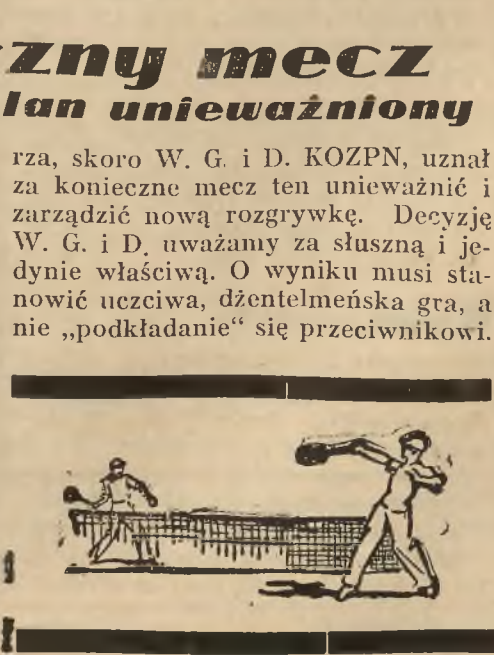 czny mecz
lan unieważniony
rza, skoro W. G. i D. KOZPN, uznał
za konieczne mecz ten unieważnić i
zarządzić nową rozgrywkę. Decyzję
W. G. i D. uważamy za słuszną i je-
dynie właściwą. O wyniku musi sta-
nowić uczciwa, dżentelmeńska gra, a
nie „podkładanie“ się przeciwnikowi.